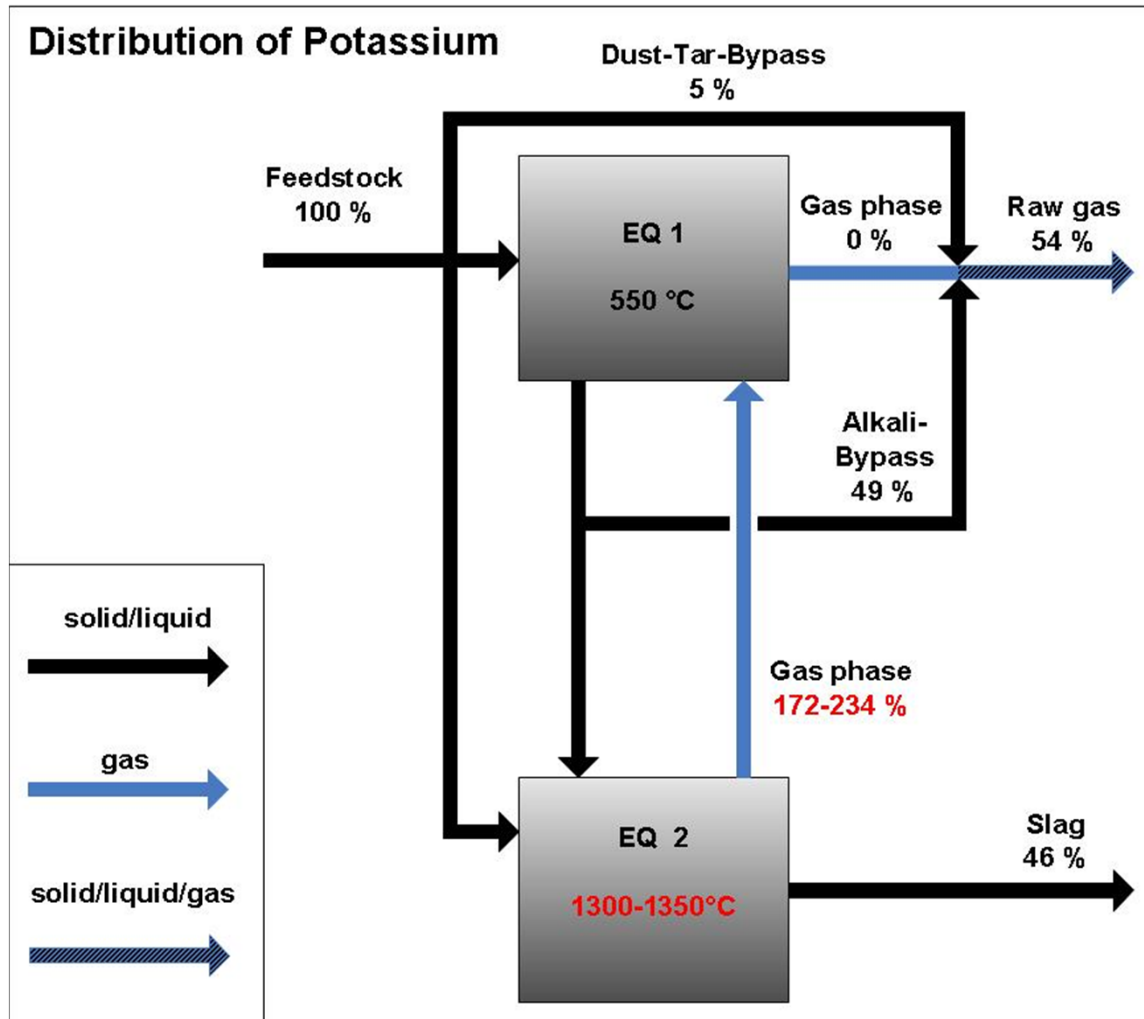 Distribution of Potassium
Dust-Tar-Bypass
5 %
Feedstock
100 %
EQ 1
550 °C
Gas phase
0 %
Raw gas
54 %
Alkali-
Bypass
49 %
Gas phase
172-234 %
EQ 2
1300-1350°C
Slag
46 %
solid/liquid
gas
solid/liquid/gas